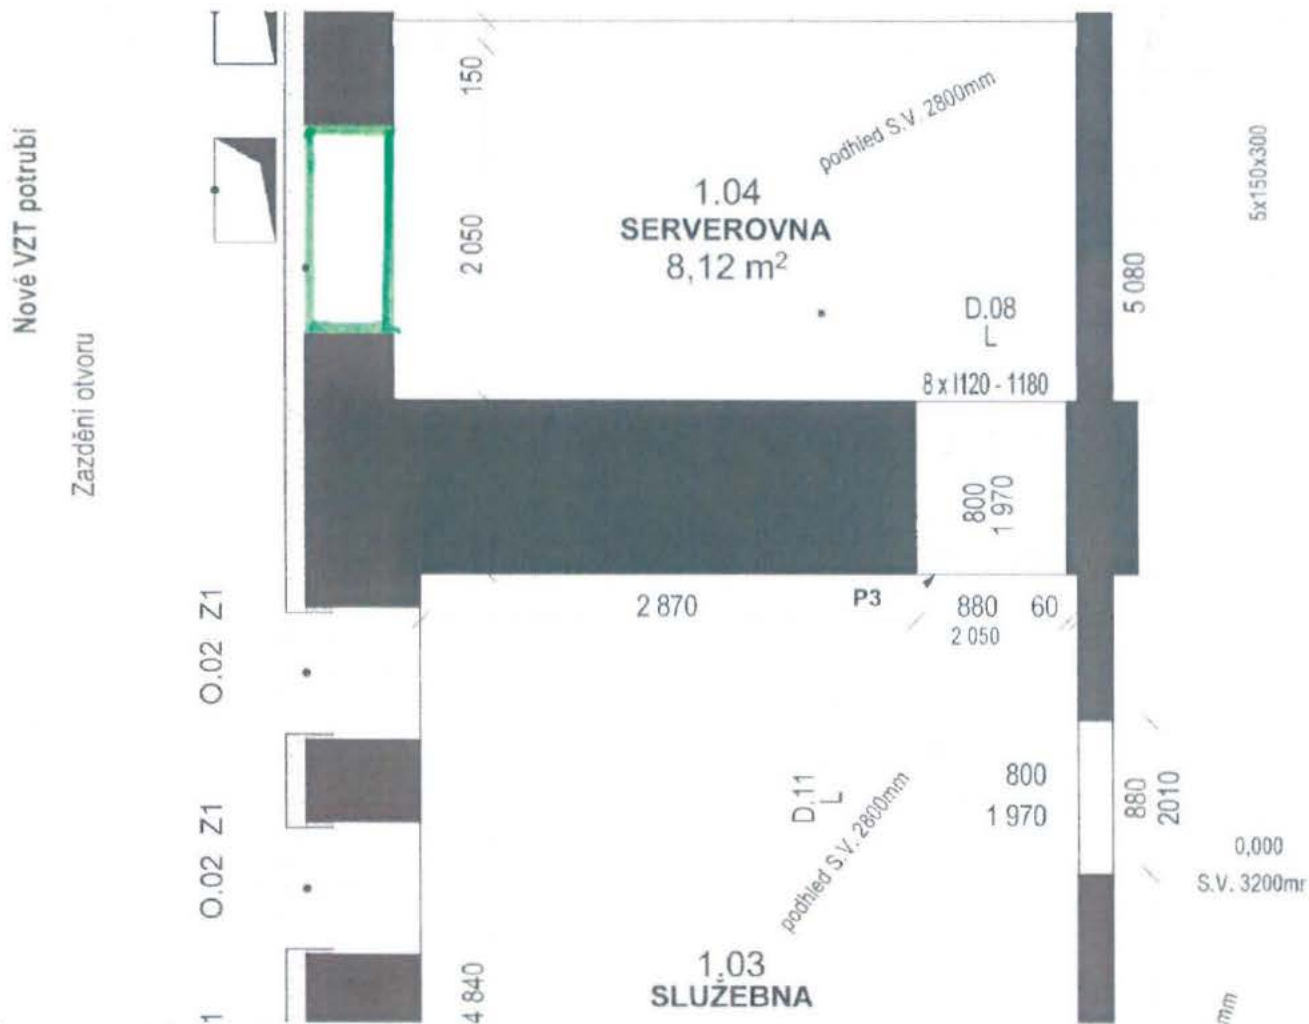 Nové VZT potrubí
Zazdění otvoru
150
2 050
podhled S.V. 2800mm
1.04
SERVEROVNA
8,12 m²
D.08
L
8 x I120 - 1180
5 080
5x150x300
800
1 970
2 870
P3
880 60
2 050
O.02 Z1
O.02 Z1
D.11
L
podhled S.V. 2800mm
800
1 970
880
2010
0,000
S.V. 3200mr
1.03
SLUŽEBNA
4 840
1
mm